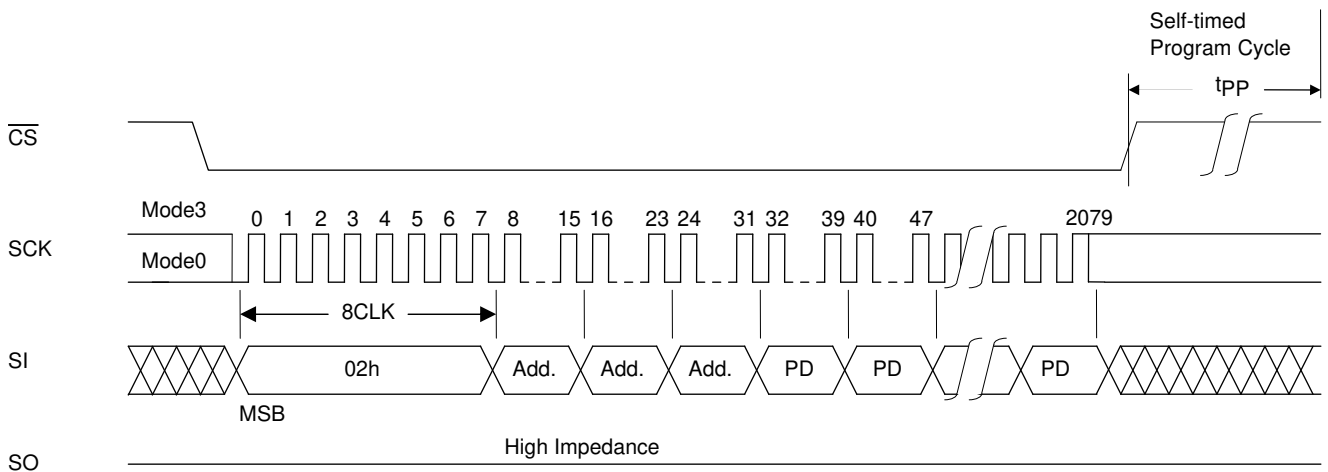 Self-timed
Program Cycle
tPP
CS
Mode3
0 1 2 3 4 5 6 7 8 15 16 23 24 31 32 39 40 47 2079
SCK
Mode0
8CLK
SI
02h Add. Add. Add. PD PD PD
MSB
High Impedance
SO